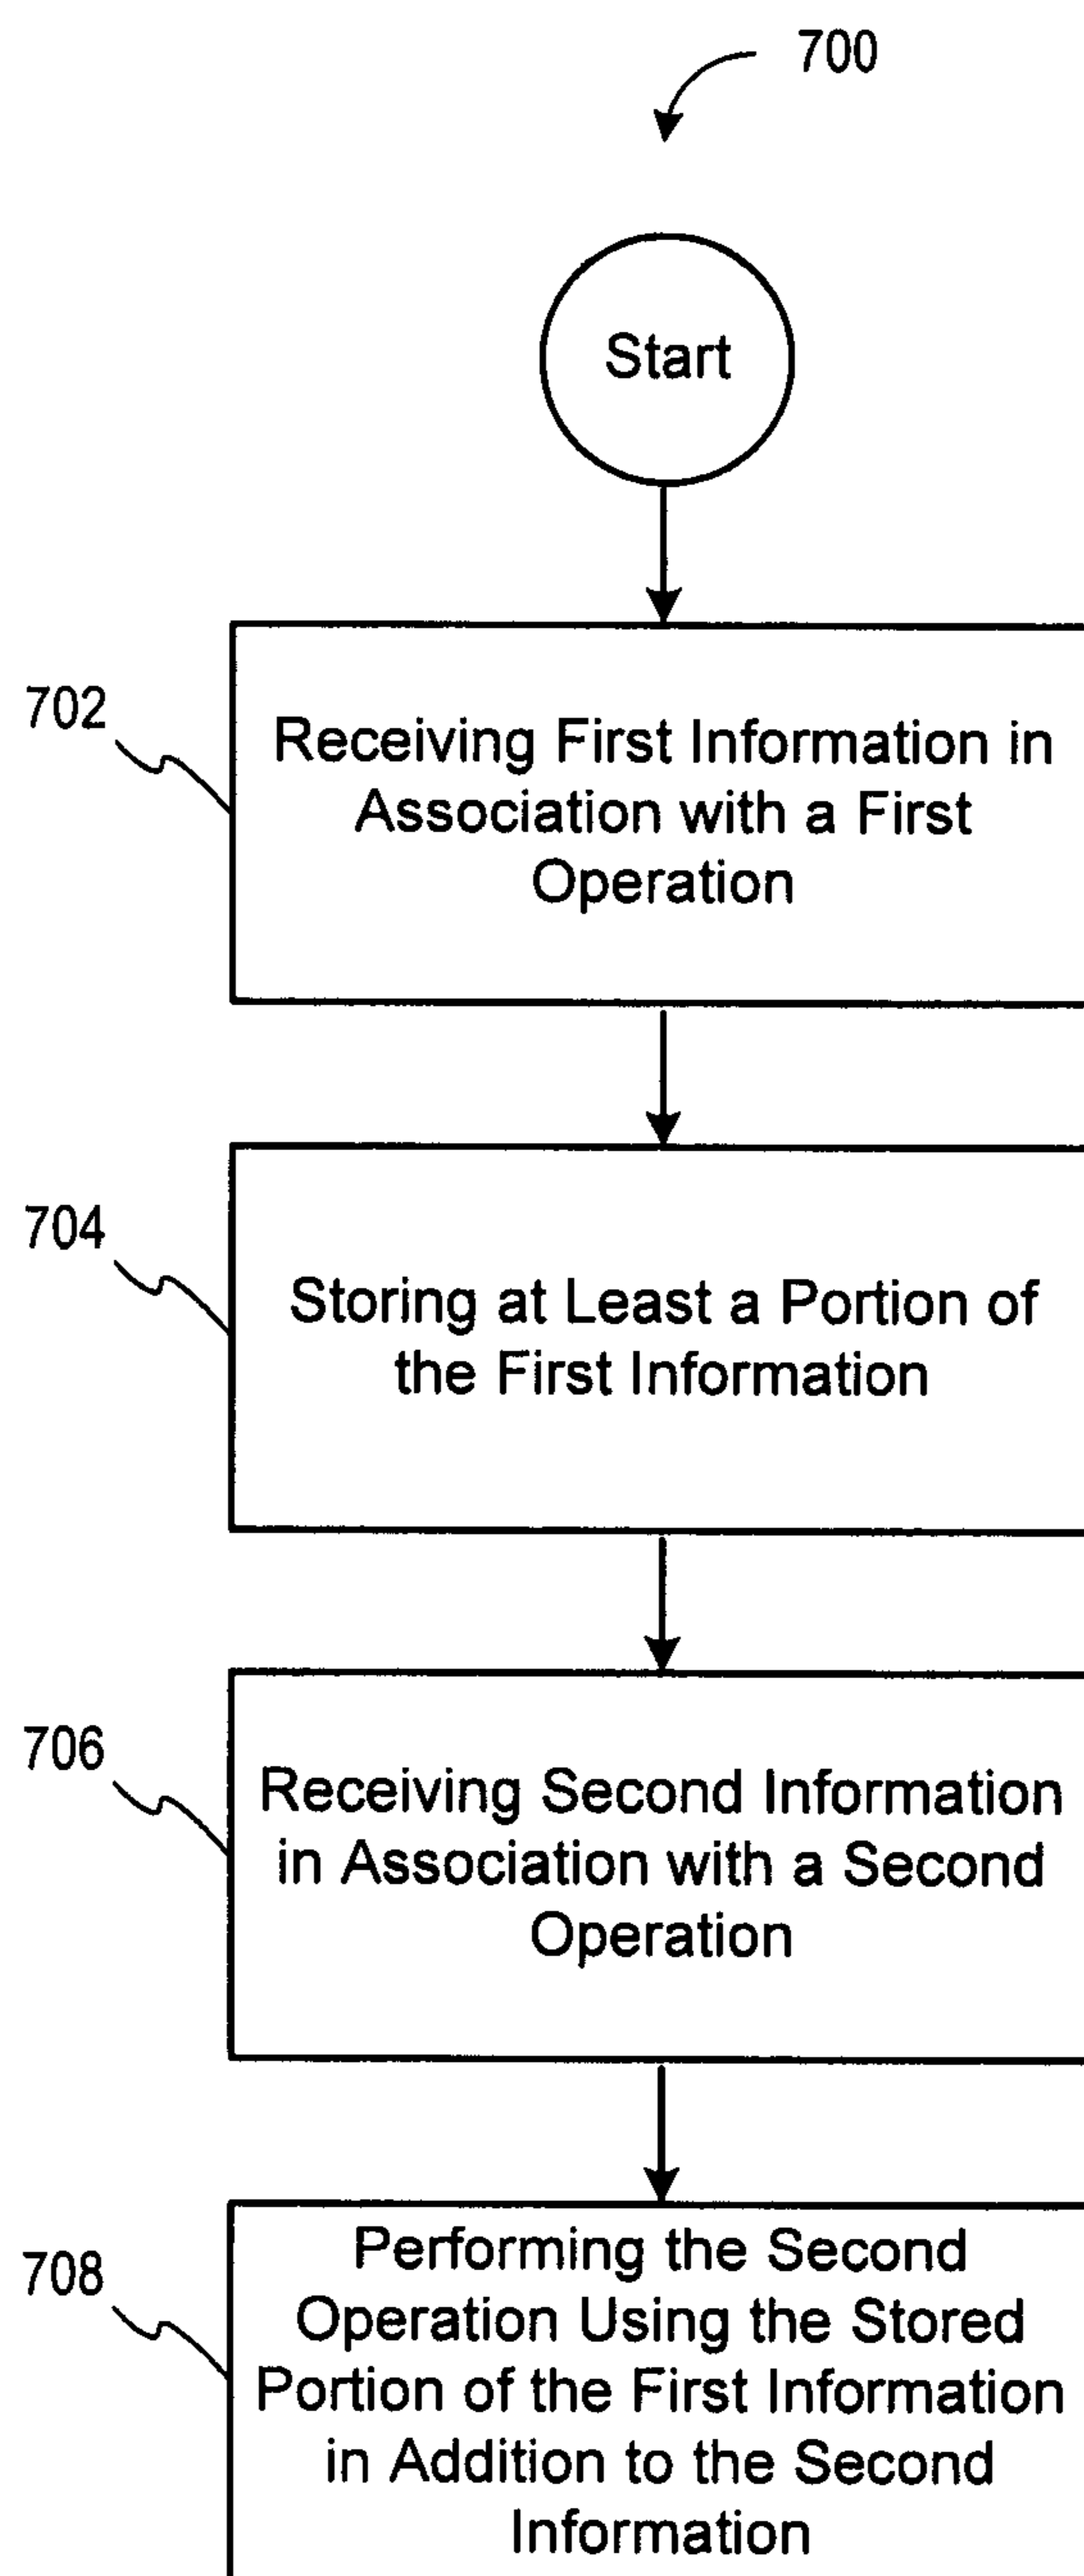 700
Start
702
Receiving First Information in
Association with a First
Operation
704
Storing at Least a Portion of
the First Information
706
Receiving Second Information
in Association with a Second
Operation
708
Performing the Second
Operation Using the Stored
Portion of the First Information
in Addition to the Second
Information